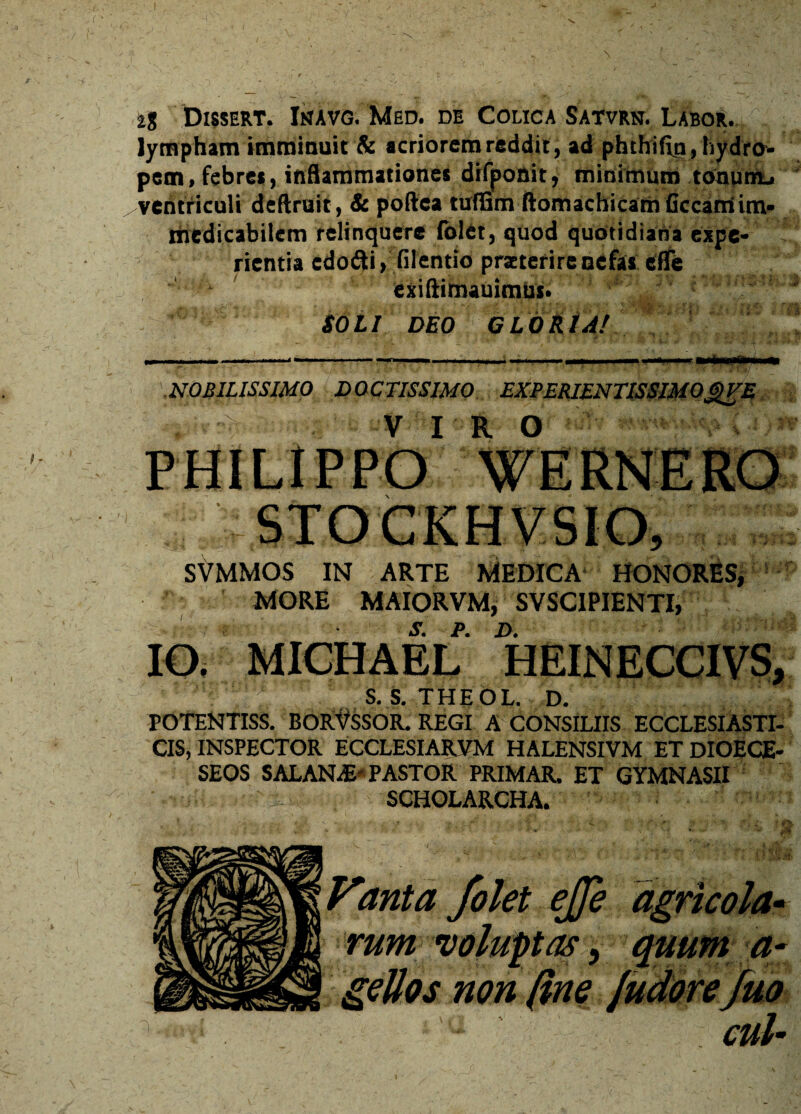 28 DISSERT. INAVG. MED. DE COLICA SATVRN. LABOR.
lympham imminuit & acriorem reddit, ad phthiſin, hydro-
pem, febres, inflammationes diſponit, minimum tonum
ventriculi deſtruit, & poſtea tuſſim ſtomachicam ſiccam im-
medicabilem relinquere ſolet, quod quotidiana expe-
rientia edocti, ſilentio præterire nefas eſſe
exiſtimauimus.
SOLI DEO GLORIA!
NOBILISSIMO DOCTISSIMO EXPERIENTISSIMOQVE
VIRO
PHILIPPO WERNERO
STOCKHVSIO,
SVMMOS IN ARTE MEDICA HONORES,
MORE MAIORVM, SVSCIPIENTI,
S. P. D.
IO. MICHAEL HEINECCIVS,
S. S. THEOL. D.
POTENTISS. BORVSSOR. REGI A CONSILIIS ECCLESIASTI-
CIS, INSPECTOR ECCLESIARVM HALENSIVM ET DIOECE-
SEOS SALANÆ PASTOR PRIMAR. ET GYMNASII
SCHOLARCHA.
QVanta ſolet eſſe agricola-
rum voluptas, quum a-
gellos non ſine ſudore ſuo
cul-